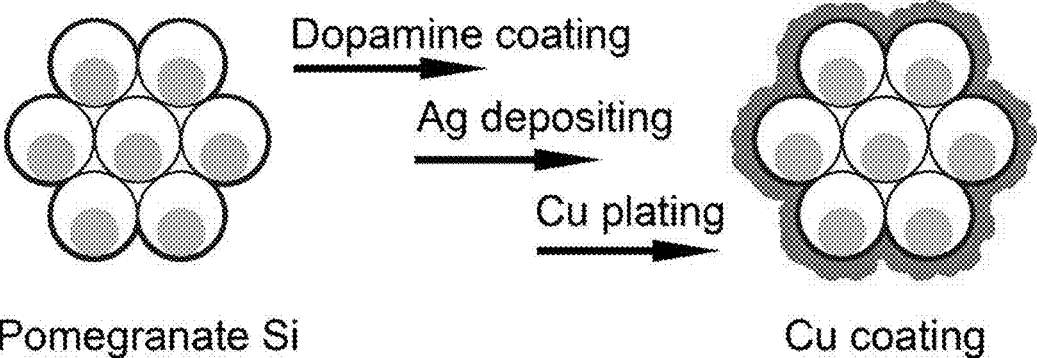 Dopamine coating
Ag depositing
Cu plating
Pomegranate Si
Cu coating